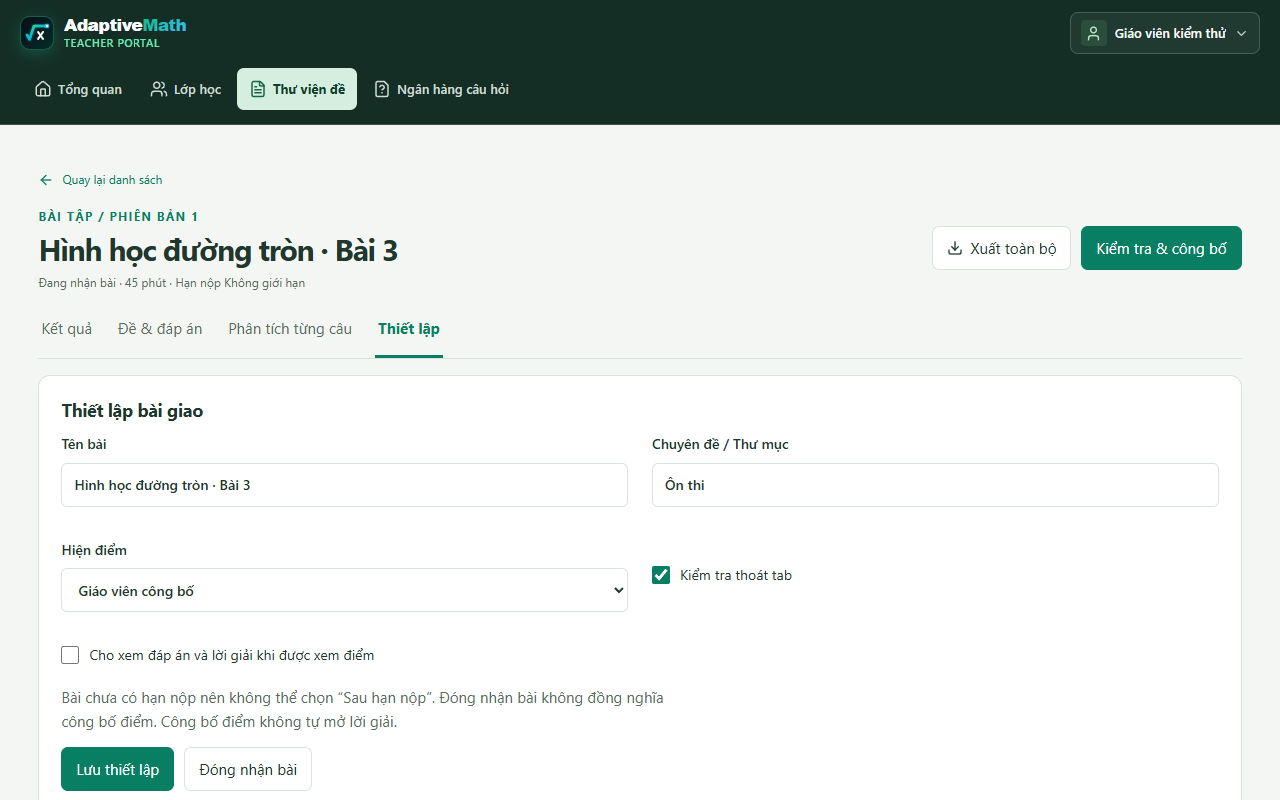 AdaptiveMath
TEACHER PORTAL
Giáo viên kiểm thử
Tổng quan
Lớp học
Thư viện đề
Ngân hàng câu hỏi
Quay lại danh sách
BÀI TẬP / PHIÊN BẢN 1
Hình học đường tròn · Bài 3
Đang nhận bài · 45 phút · Hạn nộp Không giới hạn
Xuất toàn bộ
Kiểm tra & công bố
Kết quả
Đề & đáp án
Phân tích từng câu
Thiết lập
Thiết lập bài giao
Tên bài
Chuyên đề / Thư mục
Hình học đường tròn · Bài 3
Ôn thi
Hiện điểm
Giáo viên công bố
Kiểm tra thoát tab
Cho xem đáp án và lời giải khi được xem điểm
Bài chưa có hạn nộp nên không thể chọn “Sau hạn nộp”. Đóng nhận bài không đồng nghĩa
công bố điểm. Công bố điểm không tự mở lời giải.
Lưu thiết lập
Đóng nhận bài